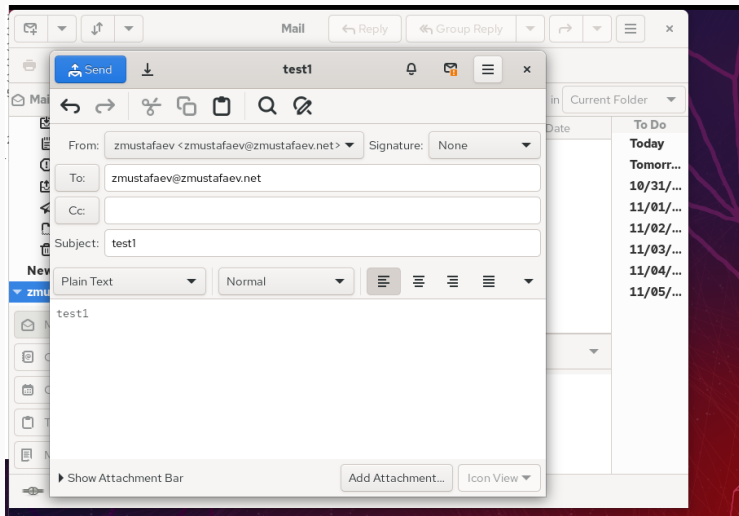 Mail
Reply
Group Reply
Send
test1
Mai
in
Current Folder
From:
zmustafaev <zmustafaev@zmustafaev.net>
Signature:
None
Date
To Do
Today
Tomorr...
To:
zmustafaev@zmustafaev.net
10/31/...
Cc:
11/01/...
11/02/...
Subject:
test1
11/03/...
New
11/04/...
Plain Text
Normal
zmu
11/05/...
test1
Show Attachment Bar
Add Attachment...
Icon View